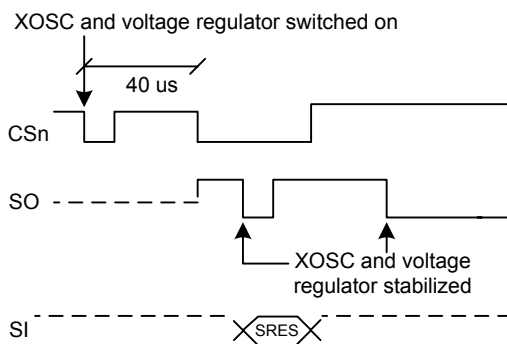 XOSC and voltage regulator switched on
40 us
CSn
SO
XOSC and voltage
regulator stabilized
SI
SRES